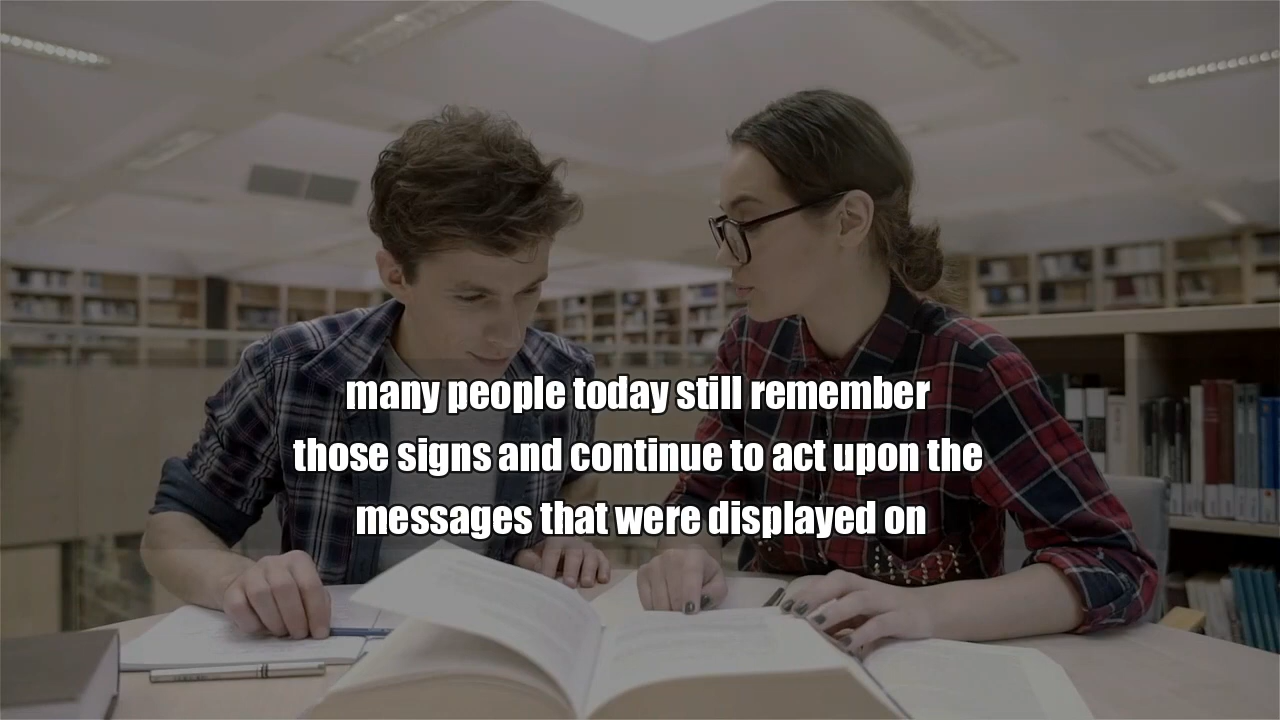 many people today still remember
those signs and continue to act upon the
messages that were displayed on